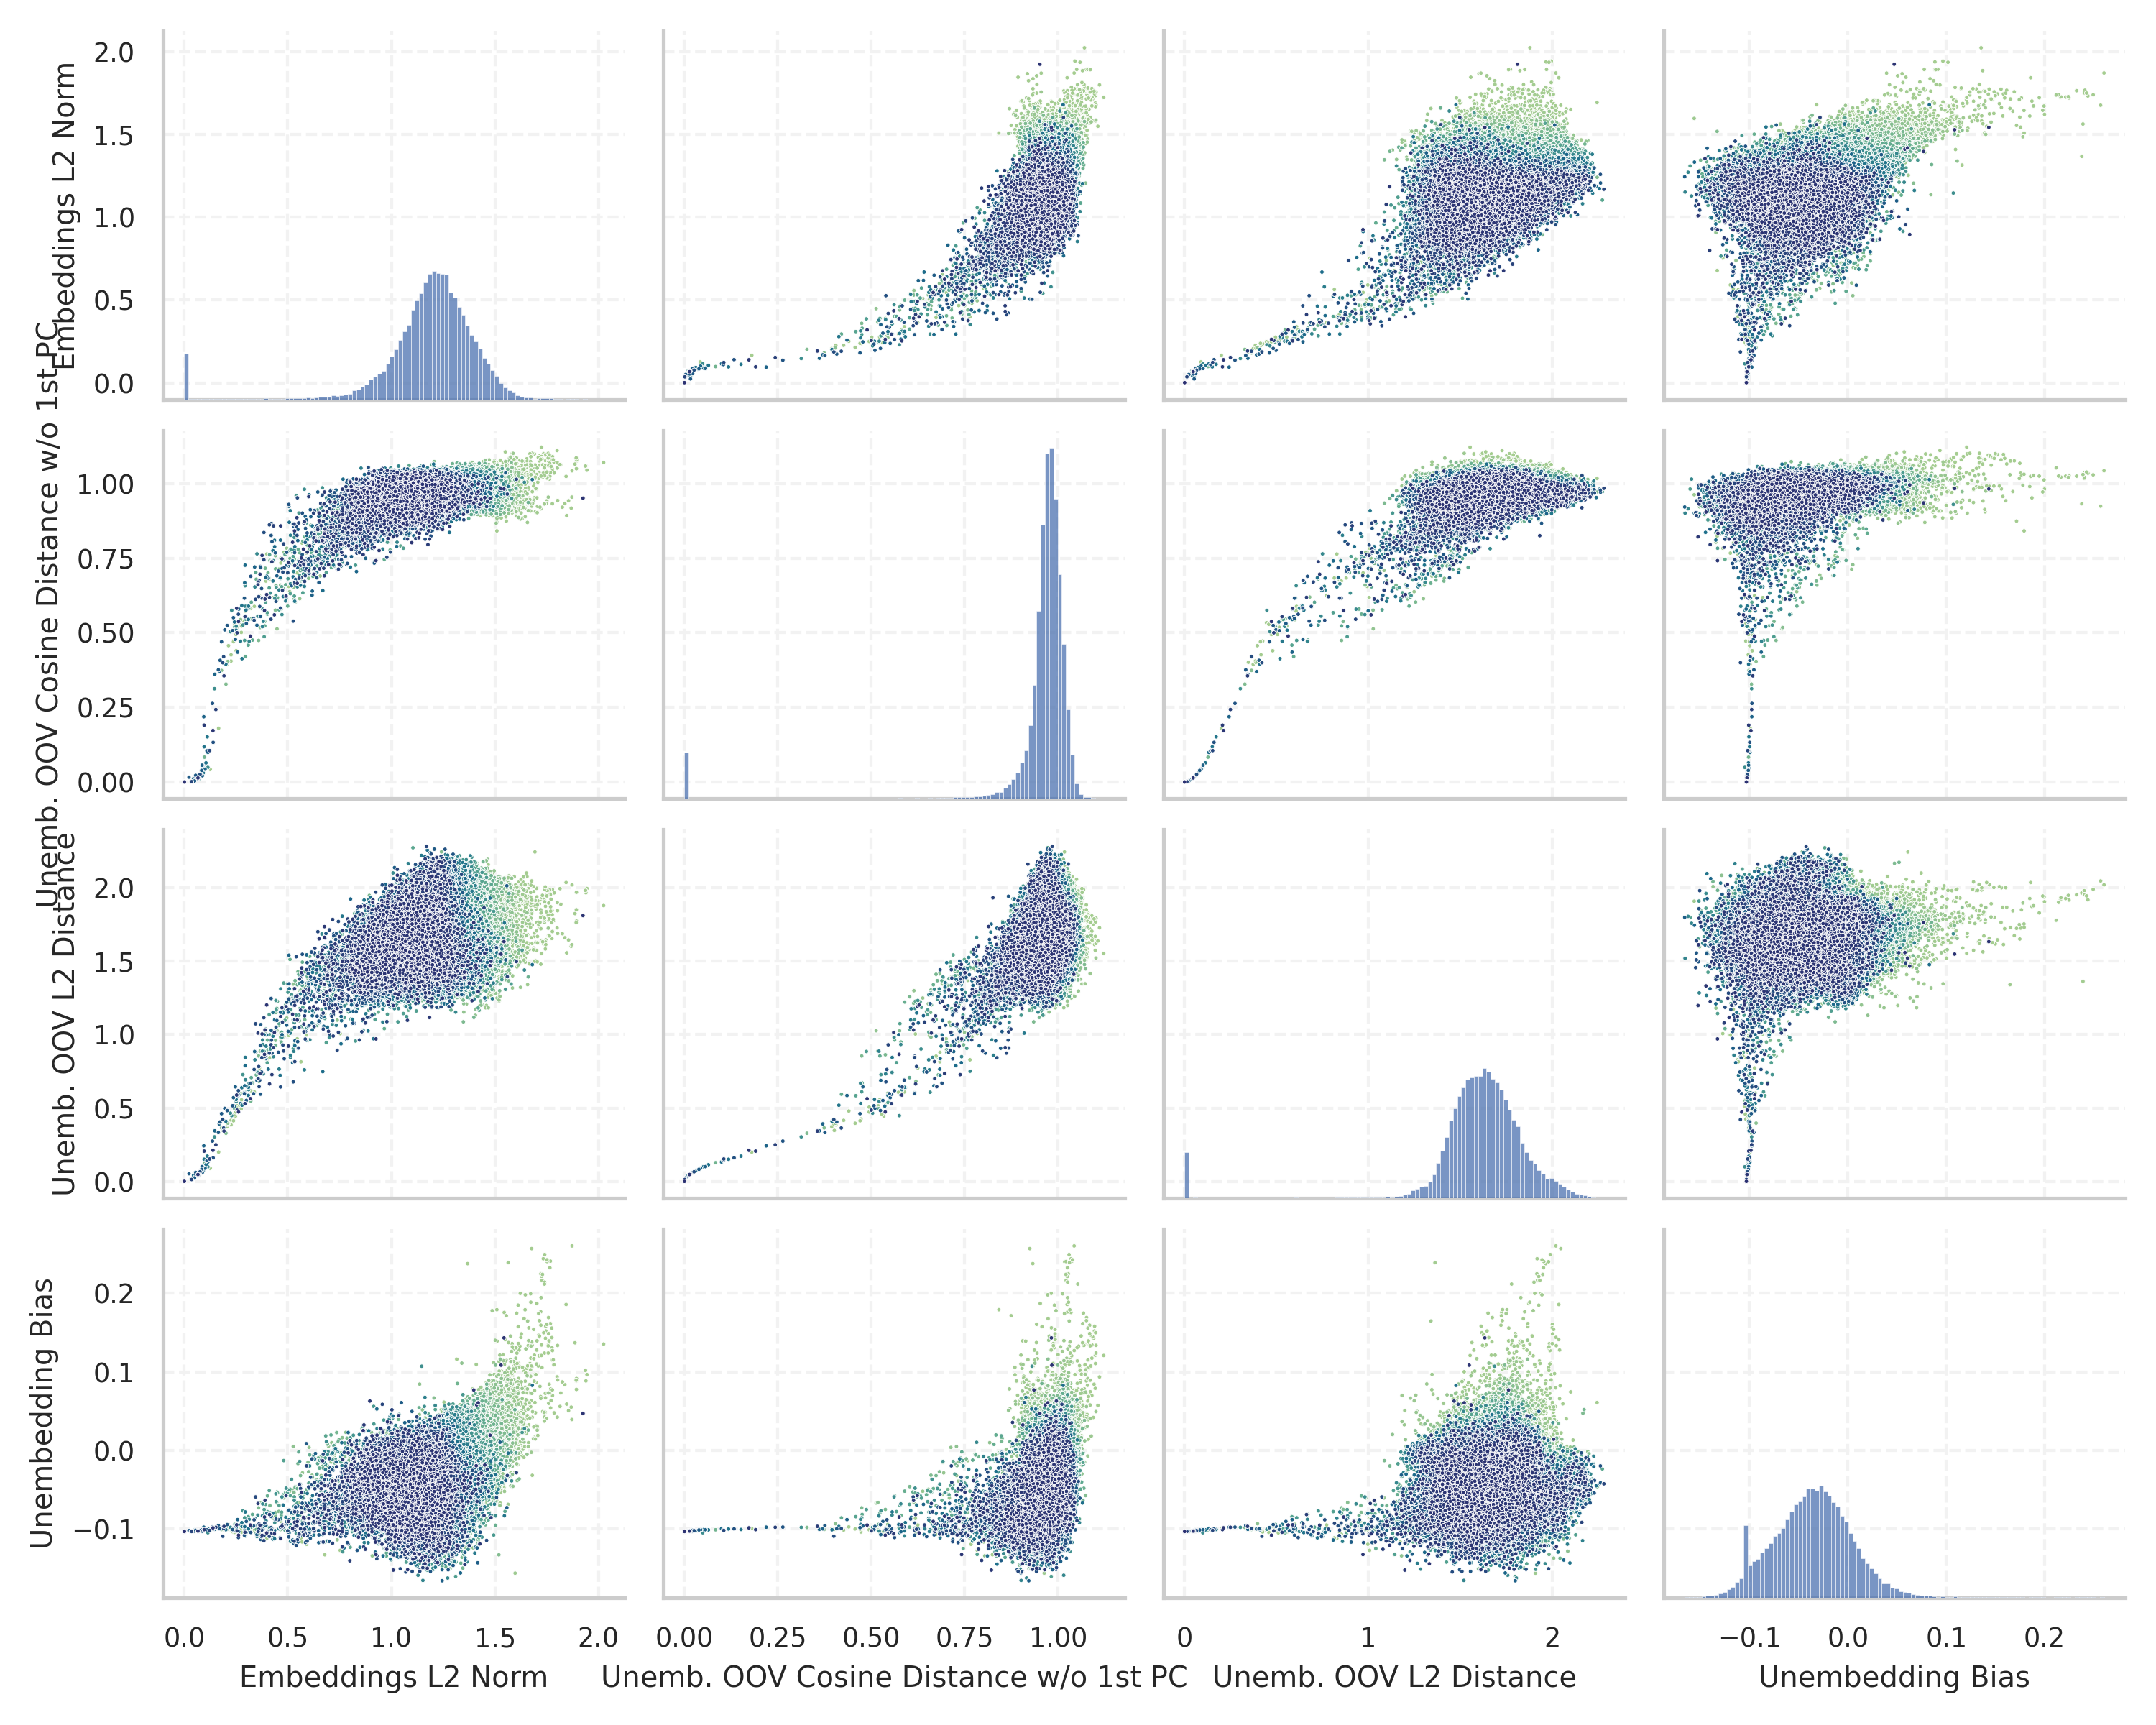 2.0
1.5
1.0
0.5
0.0
Embeddings L2 Norm
1.00
0.75
0.50
0.25
0.00
Unemb. OOV Cosine Distance w/o 1st PC
2.0
1.5
1.0
0.5
0.0
Unemb. OOV L2 Distance
0.2
0.1
0.0
−0.1
Unembedding Bias
0.0 0.5 1.0 1.5 2.0
0.00 0.25 0.50 0.75 1.00
0 1 2
−0.1 0.0 0.1 0.2
Embeddings L2 Norm
Unemb. OOV Cosine Distance w/o 1st PC
Unemb. OOV L2 Distance
Unembedding Bias